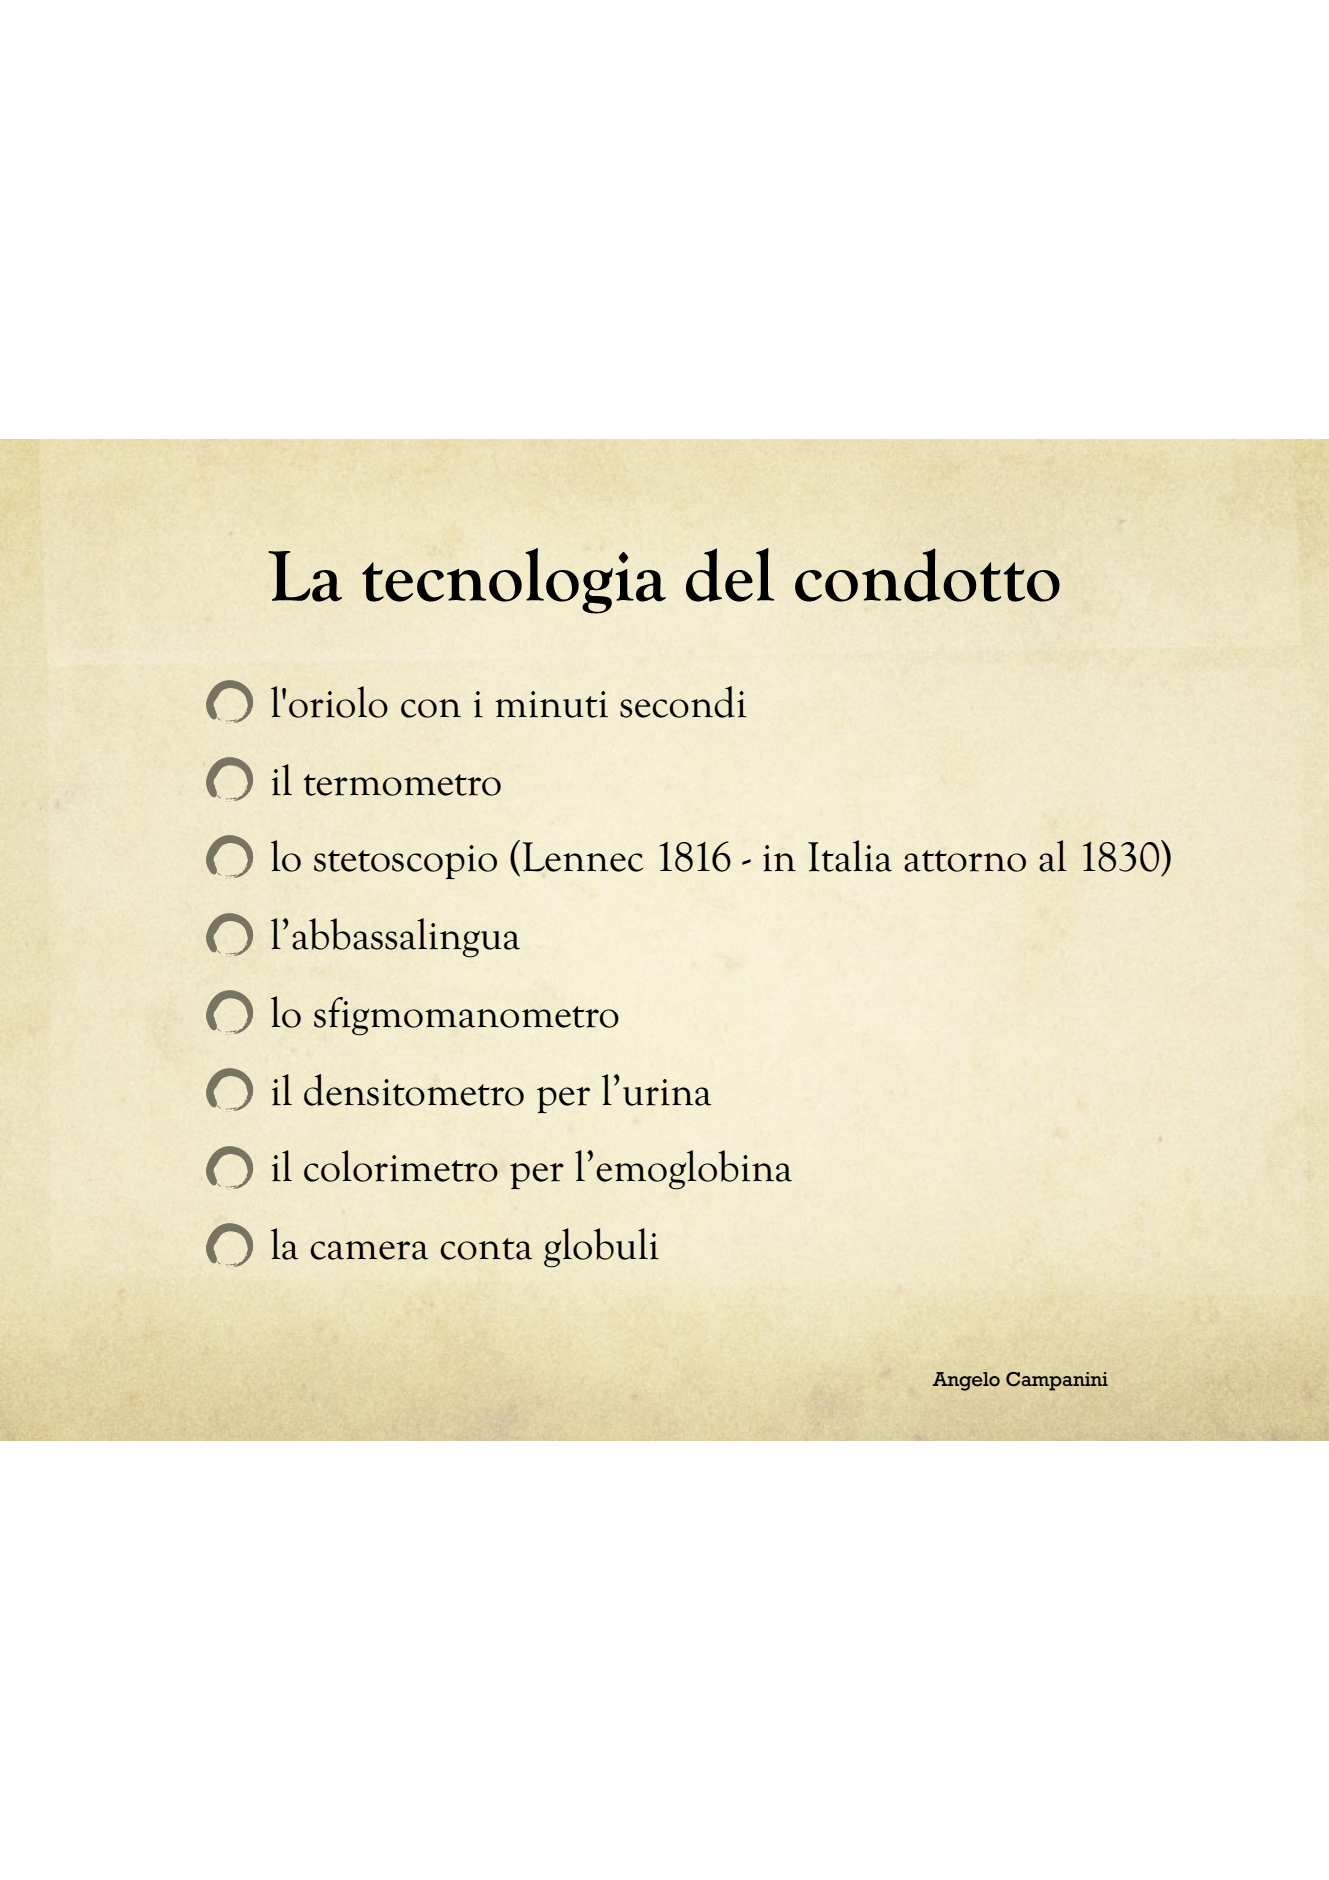 La tecnologia del condotto
l'oriolo con i minuti secondi
il termometro
lo stetoscopio (Lennec 1816 - in Italia attorno al 1830)
l’abbassalingua
lo sfigmomanometro
il densitometro per l’urina
il colorimetro per l’emoglobina
la camera conta globuli
Angelo Campanini